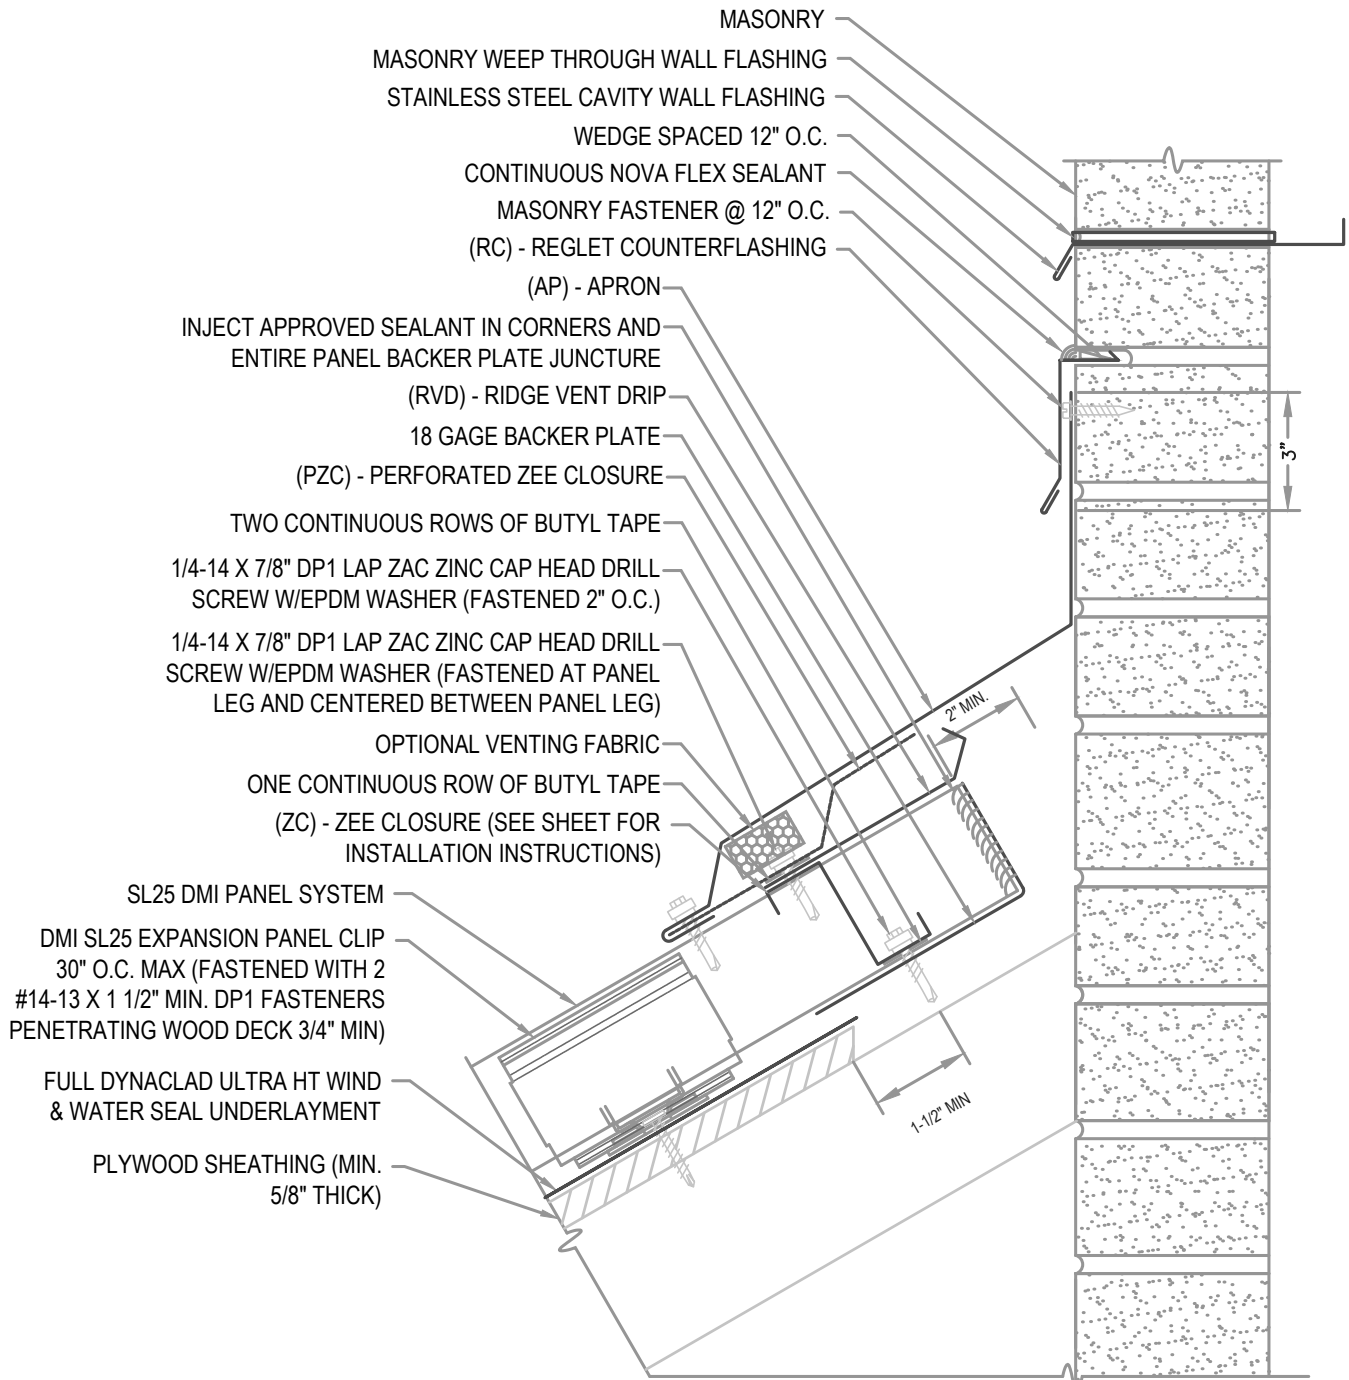 MASONRY
MASONRY WEEP THROUGH WALL FLASHING
STAINLESS STEEL CAVITY WALL FLASHING
WEDGE SPACED 12" O.C.
CONTINUOUS NOVA FLEX SEALANT
MASONRY FASTENER @ 12" O.C.
(RC) - REGLET COUNTERFLASHING
(AP) - APRON
INJECT APPROVED SEALANT IN CORNERS AND
ENTIRE PANEL BACKER PLATE JUNCTURE
(RVD) - RIDGE VENT DRIP
18 GAGE BACKER PLATE
(PZC) - PERFORATED ZEE CLOSURE
TWO CONTINUOUS ROWS OF BUTYL TAPE
1/4-14 X 7/8" DP1 LAP ZAC ZINC CAP HEAD DRILL
SCREW W/EPDM WASHER (FASTENED 2" O.C.)
1/4-14 X 7/8" DP1 LAP ZAC ZINC CAP HEAD DRILL
SCREW W/EPDM WASHER (FASTENED AT PANEL
LEG AND CENTERED BETWEEN PANEL LEG)
OPTIONAL VENTING FABRIC
ONE CONTINUOUS ROW OF BUTYL TAPE
(ZC) - ZEE CLOSURE (SEE SHEET FOR
INSTALLATION INSTRUCTIONS)
SL25 DMI PANEL SYSTEM
DMI SL25 EXPANSION PANEL CLIP
30" O.C. MAX (FASTENED WITH 2
#14-13 X 1 1/2" MIN. DP1 FASTENERS
PENETRATING WOOD DECK 3/4" MIN)
FULL DYNACLAD ULTRA HT WIND
& WATER SEAL UNDERLAYMENT
PLYWOOD SHEATHING (MIN.
5/8" THICK)
3"
2" MIN.
1-1/2" MIN